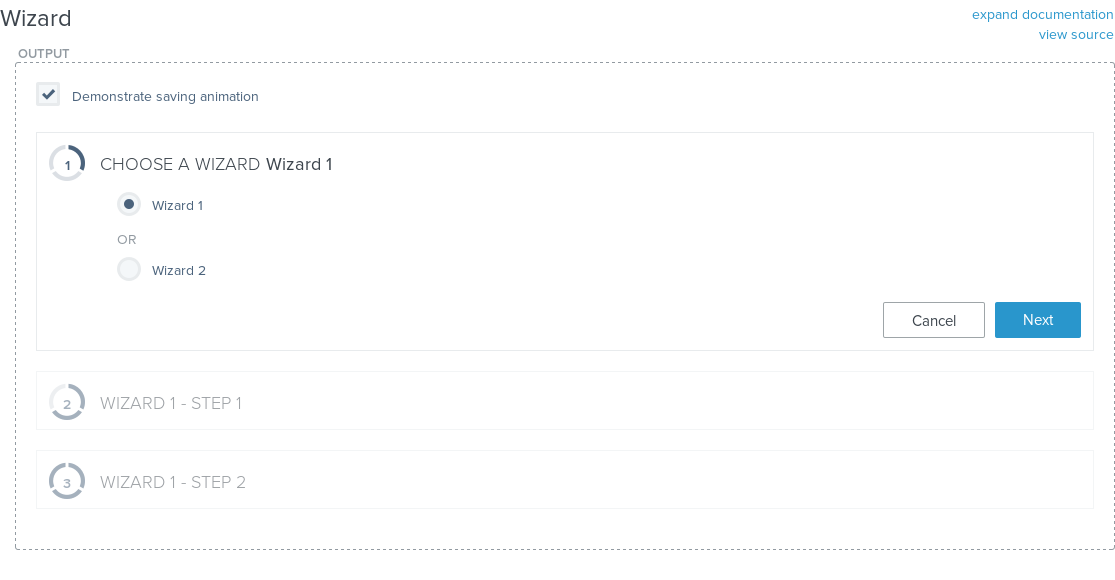 Wizard
expand documentation
view source
OUTPUT
Demonstrate saving animation
1 CHOOSE A WIZARD Wizard 1
Wizard 1
OR
Wizard 2
Cancel Next
2 WIZARD 1 - STEP 1
3 WIZARD 1 - STEP 2